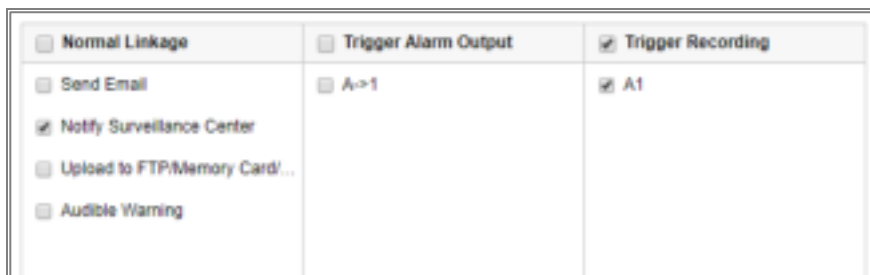 Normal Linkage
Trigger Alarm Output
Trigger Recording
Send Email
A->1
A1
Notify Surveillance Center
Upload to FTP/Memory Card/...
Audible Warning